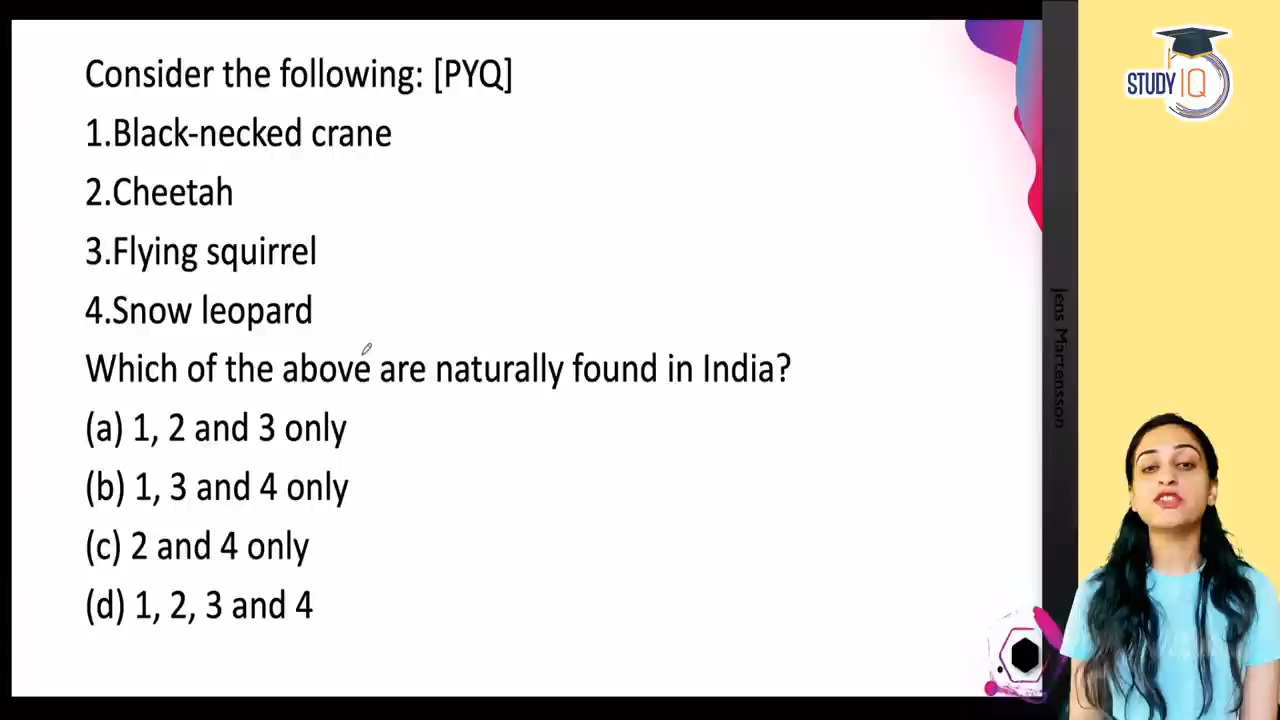 Consider the following: [PYQ]
1.Black-necked crane
2.Cheetah
3.Flying squirrel
4.Snow leopard
Which of the above are naturally found in India?
(a) 1, 2 and 3 only
(b) 1, 3 and 4 only
(c) 2 and 4 only
(d) 1, 2, 3 and 4
STUDY IQ
Jens Martensson